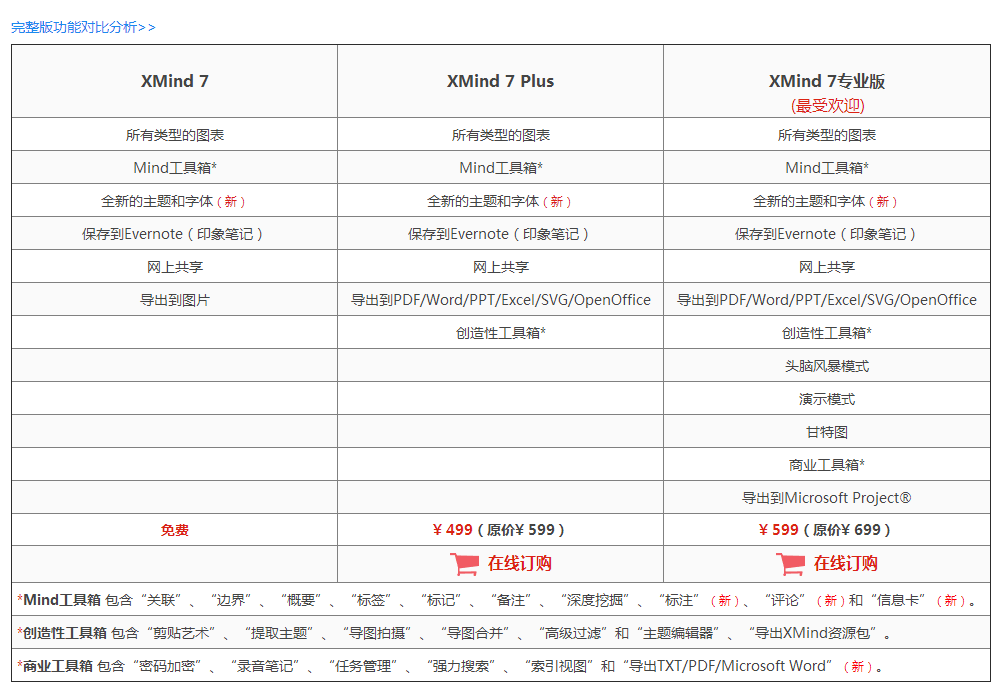 完整版功能对比分析>>
XMind 7 XMind 7 Plus XMind 7专业版
(最受欢迎)
所有类型的图表 所有类型的图表 所有类型的图表
Mind工具箱* Mind工具箱* Mind工具箱*
全新的主题和字体（新） 全新的主题和字体（新） 全新的主题和字体（新）
保存到Evernote（印象笔记） 保存到Evernote（印象笔记） 保存到Evernote（印象笔记）
网上共享 网上共享 网上共享
导出到图片 导出到PDF/Word/PPT/Excel/SVG/OpenOffice 导出到PDF/Word/PPT/Excel/SVG/OpenOffice
创造性工具箱* 创造性工具箱*
头脑风暴模式
演示模式
甘特图
商业工具箱*
导出到Microsoft Project®
免费 ¥ 499（原价¥ 599） ¥ 599（原价¥ 699）
在线订购 在线订购
*Mind工具箱 包含“关联”、“边界”、“概要”、“标签”、“标记”、“备注”、“深度挖掘”、“标注”（新）、“评论”（新）和“信息卡”（新）。
*创造性工具箱 包含“剪贴艺术”、“提取主题”、“导图拍摄”、“导图合并”、“高级过滤”和“主题编辑器”、“导出XMind资源包”。
*商业工具箱 包含“密码加密”、“录音笔记”、“任务管理”、“强力搜索”、“索引视图”和“导出TXT/PDF/Microsoft Word”（新）。